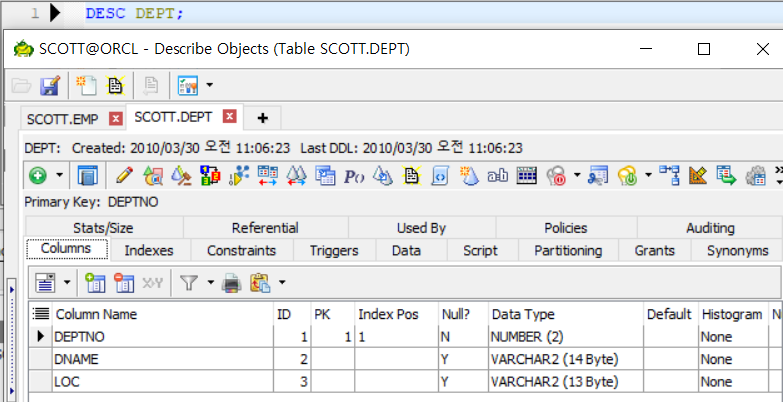 1 DESC DEPT;
SCOTT@ORCL - Describe Objects (Table SCOTT.DEPT)
SCOTT.EMP SCOTT.DEPT
DEPT: Created: 2010/03/30 오전 11:06:23 Last DDL: 2010/03/30 오전 11:06:23
Primary Key: DEPTNO
Stats/Size Referential Used By Policies Auditing
Columns Indexes Constraints Triggers Data Script Partitioning Grants Synonyms
Column Name ID PK Index Pos Null? Data Type Default Histogram N
DEPTNO 1 1 1 N NUMBER (2) None
DNAME 2 Y VARCHAR2 (14 Byte) None
LOC 3 Y VARCHAR2 (13 Byte) None